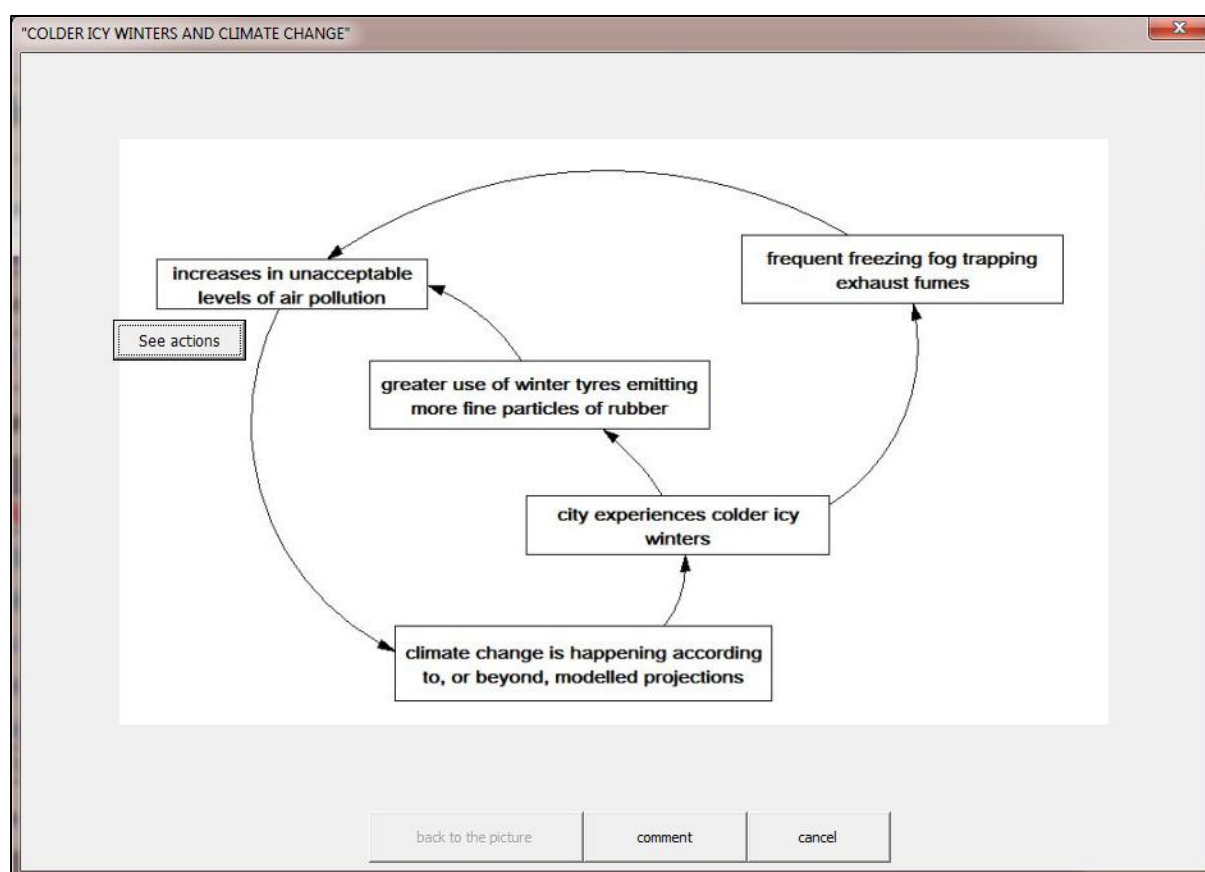 "COLDER ICY WINTERS AND CLIMATE CHANGE"
frequent freezing fog trapping
exhaust fumes
increases in unacceptable
levels of air pollution
See actions
greater use of winter tyres emitting
more fine particles of rubber
city experiences colder icy
winters
climate change is happening according
to, or beyond, modelled projections
back to the picture
comment
cancel